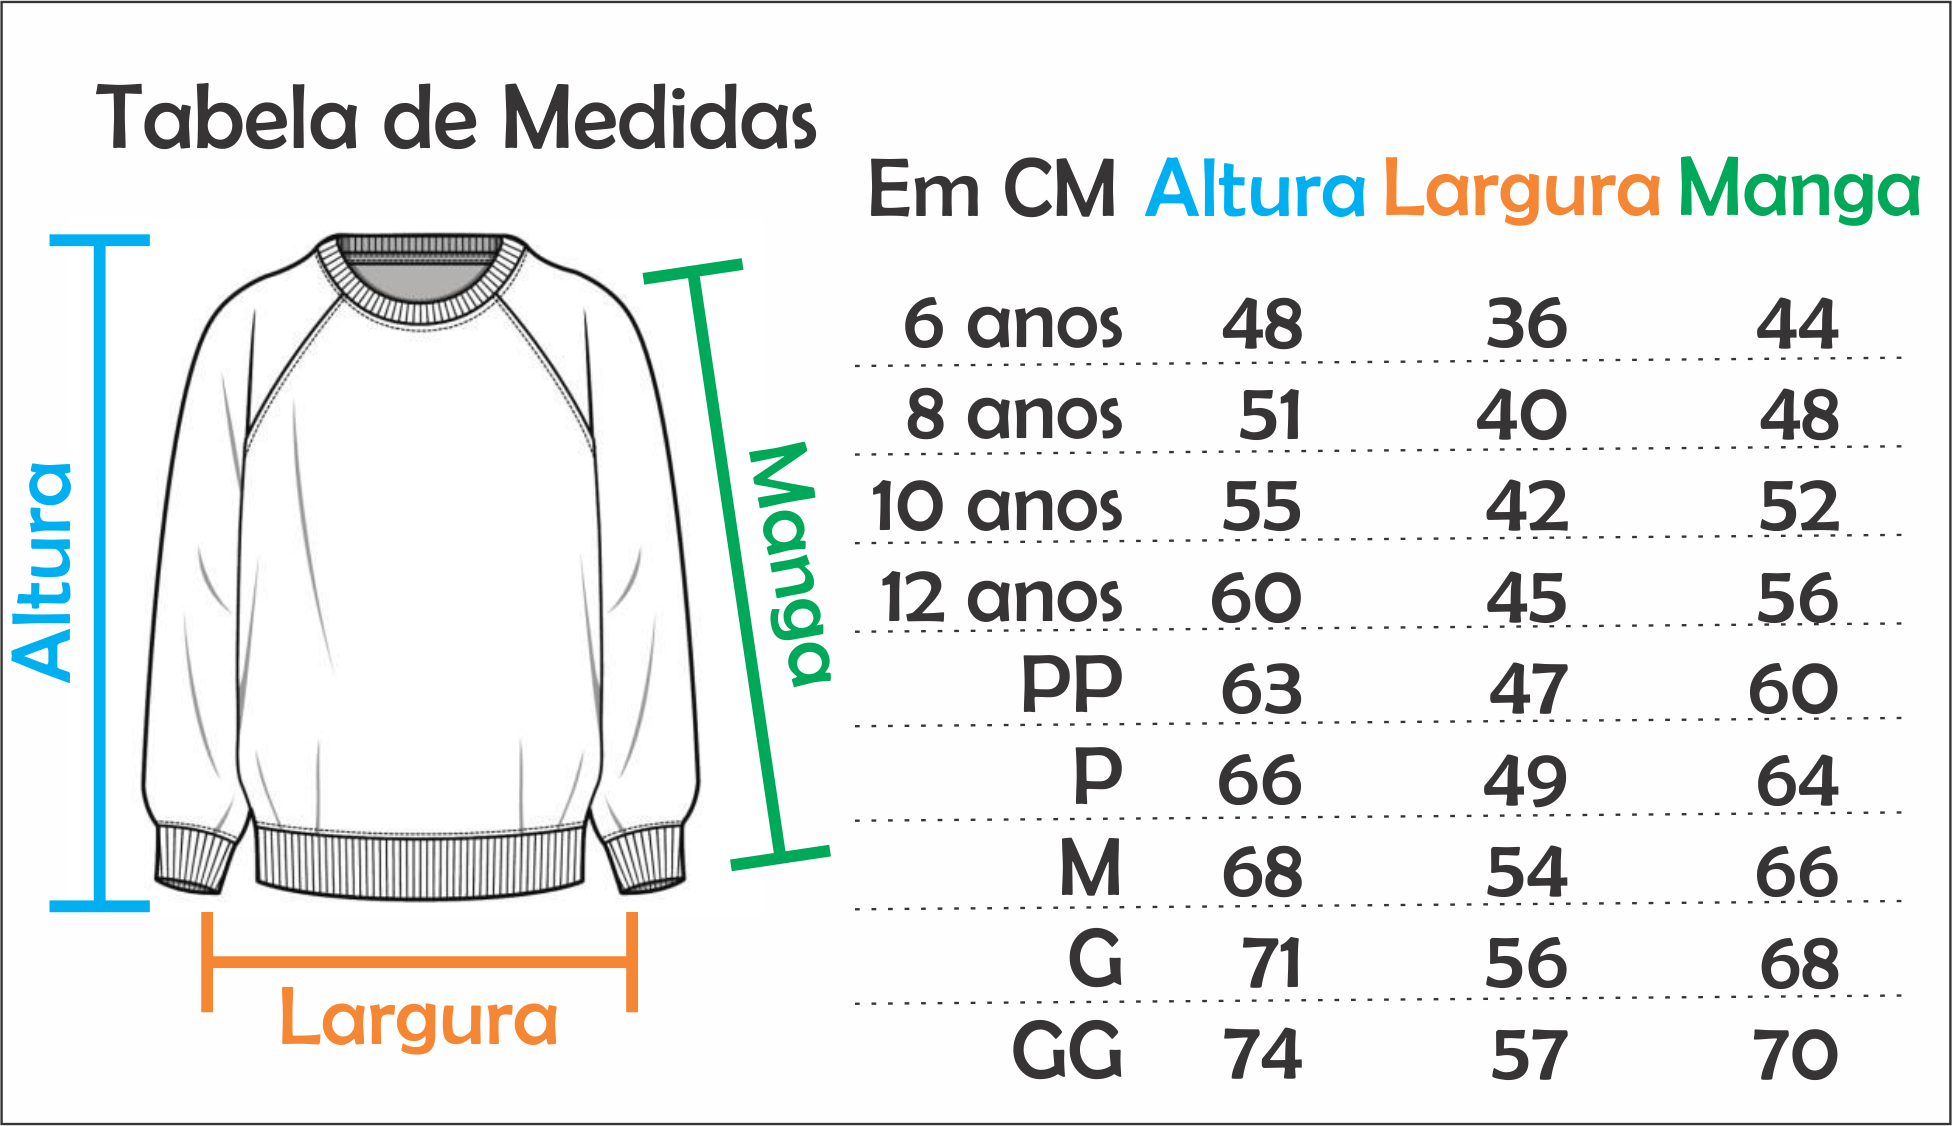 Tabela de Medidas
Em CM Altura Largura Manga
6 anos 48 36 44
8 anos 51 40 48
10 anos 55 42 52
12 anos 60 45 56
PP 63 47 60
P 66 49 64
M 68 54 66
G 71 56 68
GG 74 57 70
Altura
Manga
Largura